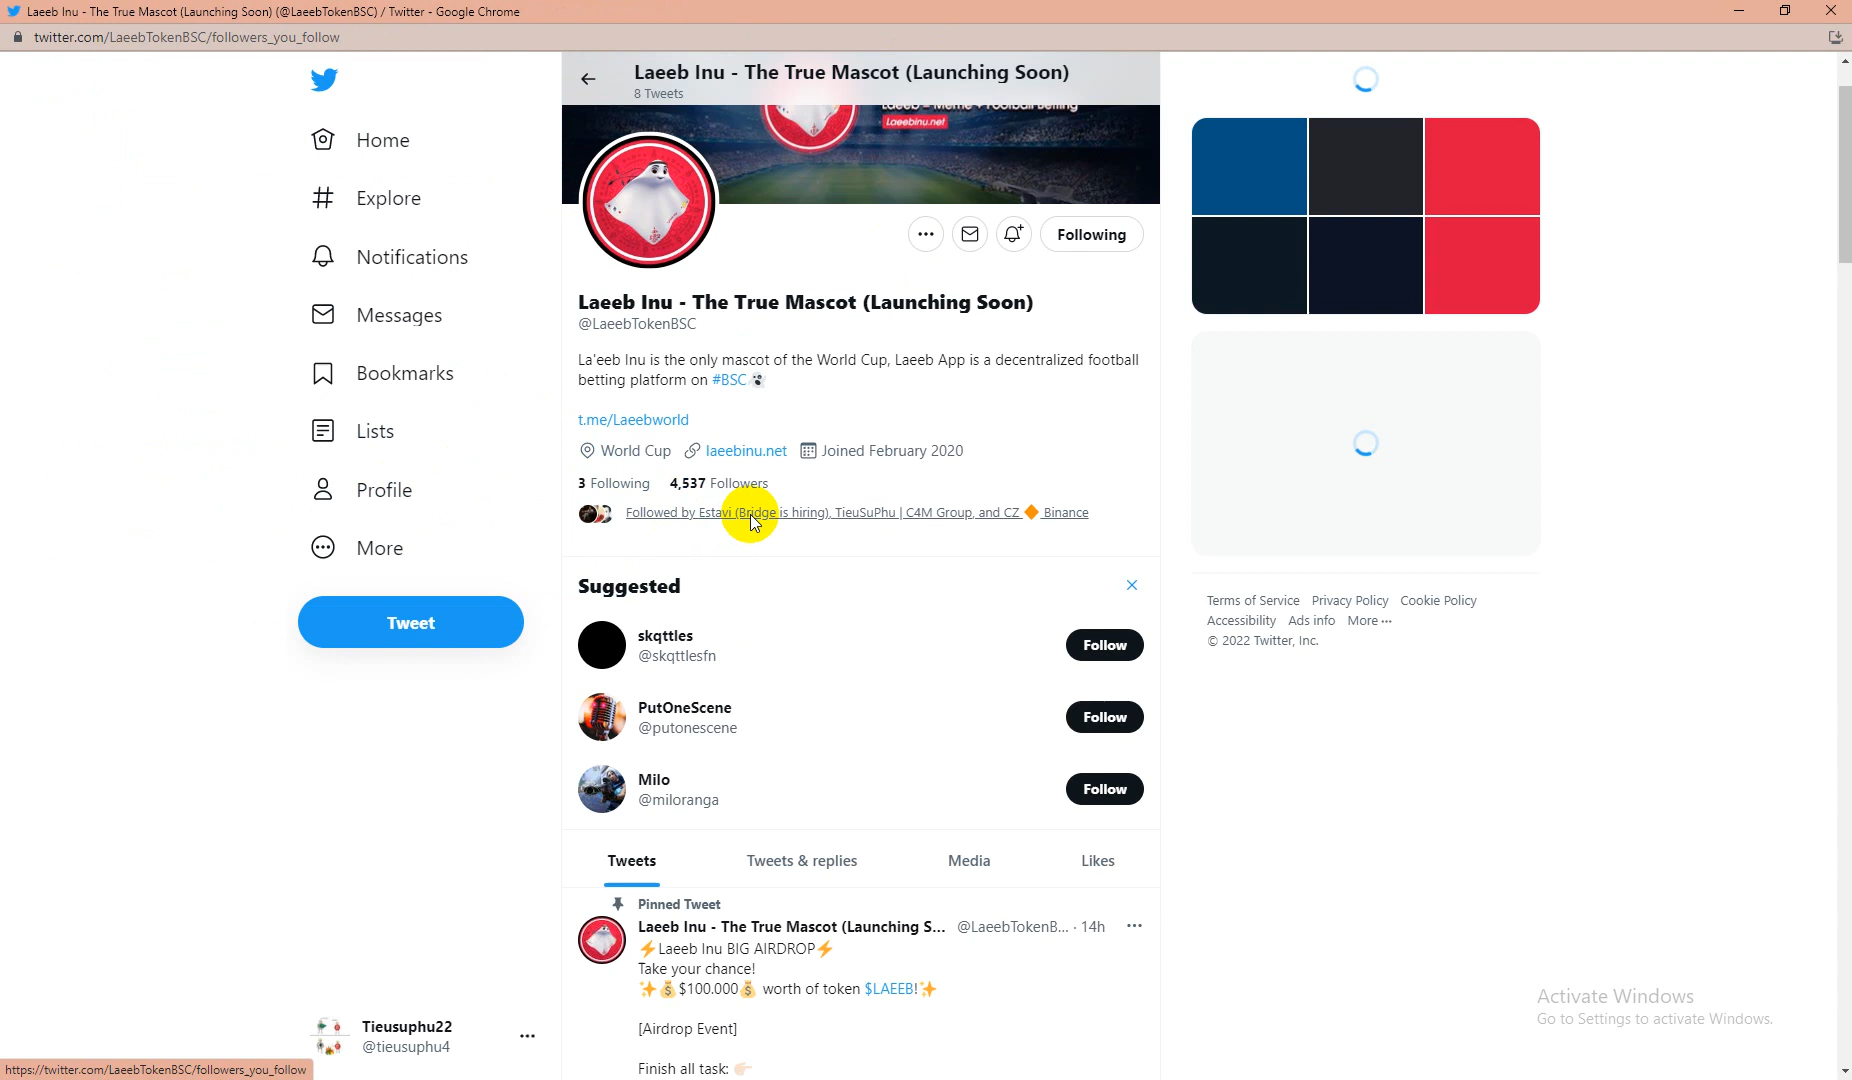 Laeeb Inu - The True Mascot (Launching Soon) (@LaeebTokenBSC) / Twitter - Google Chrome
twitter.com/LaeebTokenBSC/followers_you_follow
Home
Explore
Notifications
Messages
Bookmarks
Lists
Profile
More
Tweet
Tieusuphu22
@tieusuphu4
https://twitter.com/LaeebTokenBSC/followers_you_follow
Laeeb Inu - The True Mascot (Launching Soon)
8 Tweets
Laeeb = Meme + Football Betting
Laeebinu.net
Following
Laeeb Inu - The True Mascot (Launching Soon)
@LaeebTokenBSC
La'eeb Inu is the only mascot of the World Cup, Laeeb App is a decentralized football
betting platform on #BSC👻
t.me/Laeebworld
World Cup laeebinu.net Joined February 2020
3 Following 4,537 Followers
Followed by Estavi (Bridge is hiring), TieuSuPhu | C4M Group, and CZ 🔶 Binance
Suggested
skqttles
@skqttlesfn
Follow
PutOneScene
@putonescene
Follow
Milo
@miloranga
Follow
Tweets Tweets & replies Media Likes
Pinned Tweet
Laeeb Inu - The True Mascot (Launching S... @LaeebTokenB... · 14h
⚡Laeeb Inu BIG AIRDROP⚡
Take your chance!
✨💰$100.000💰 worth of token $LAEEB!✨
[Airdrop Event]
Finish all task: 👉🏻
Terms of Service Privacy Policy Cookie Policy
Accessibility Ads info More ···
© 2022 Twitter, Inc.
Activate Windows
Go to Settings to activate Windows.